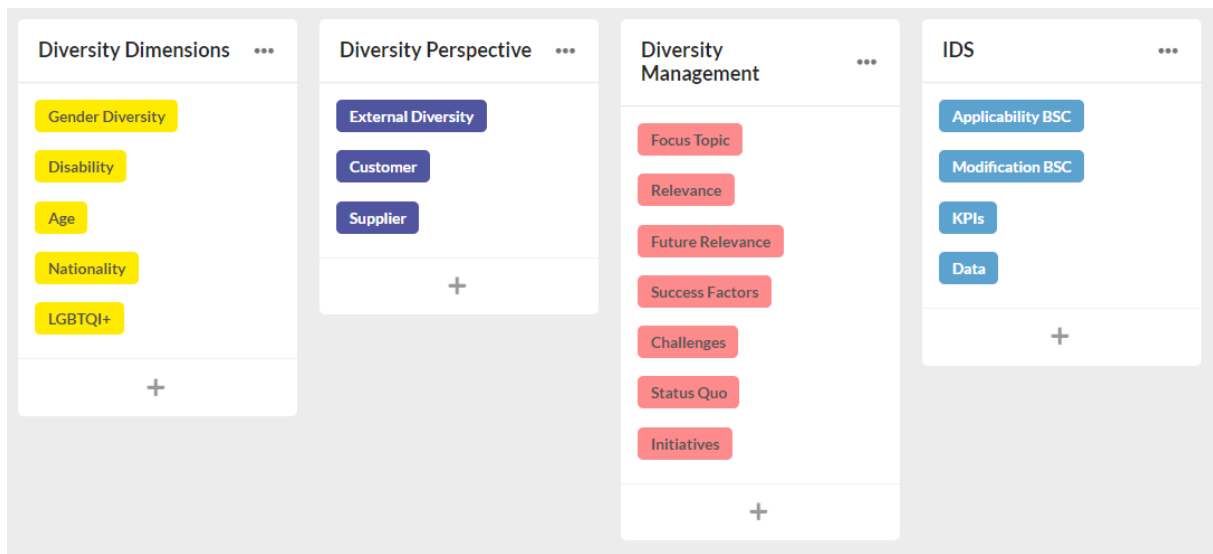 Diversity Dimensions
Gender Diversity
Disability
Age
Nationality
LGBTQI+
Diversity Perspective
External Diversity
Customer
Supplier
Diversity
Management
Focus Topic
Relevance
Future Relevance
Success Factors
Challenges
Status Quo
Initiatives
IDS
Applicability BSC
Modification BSC
KPIs
Data